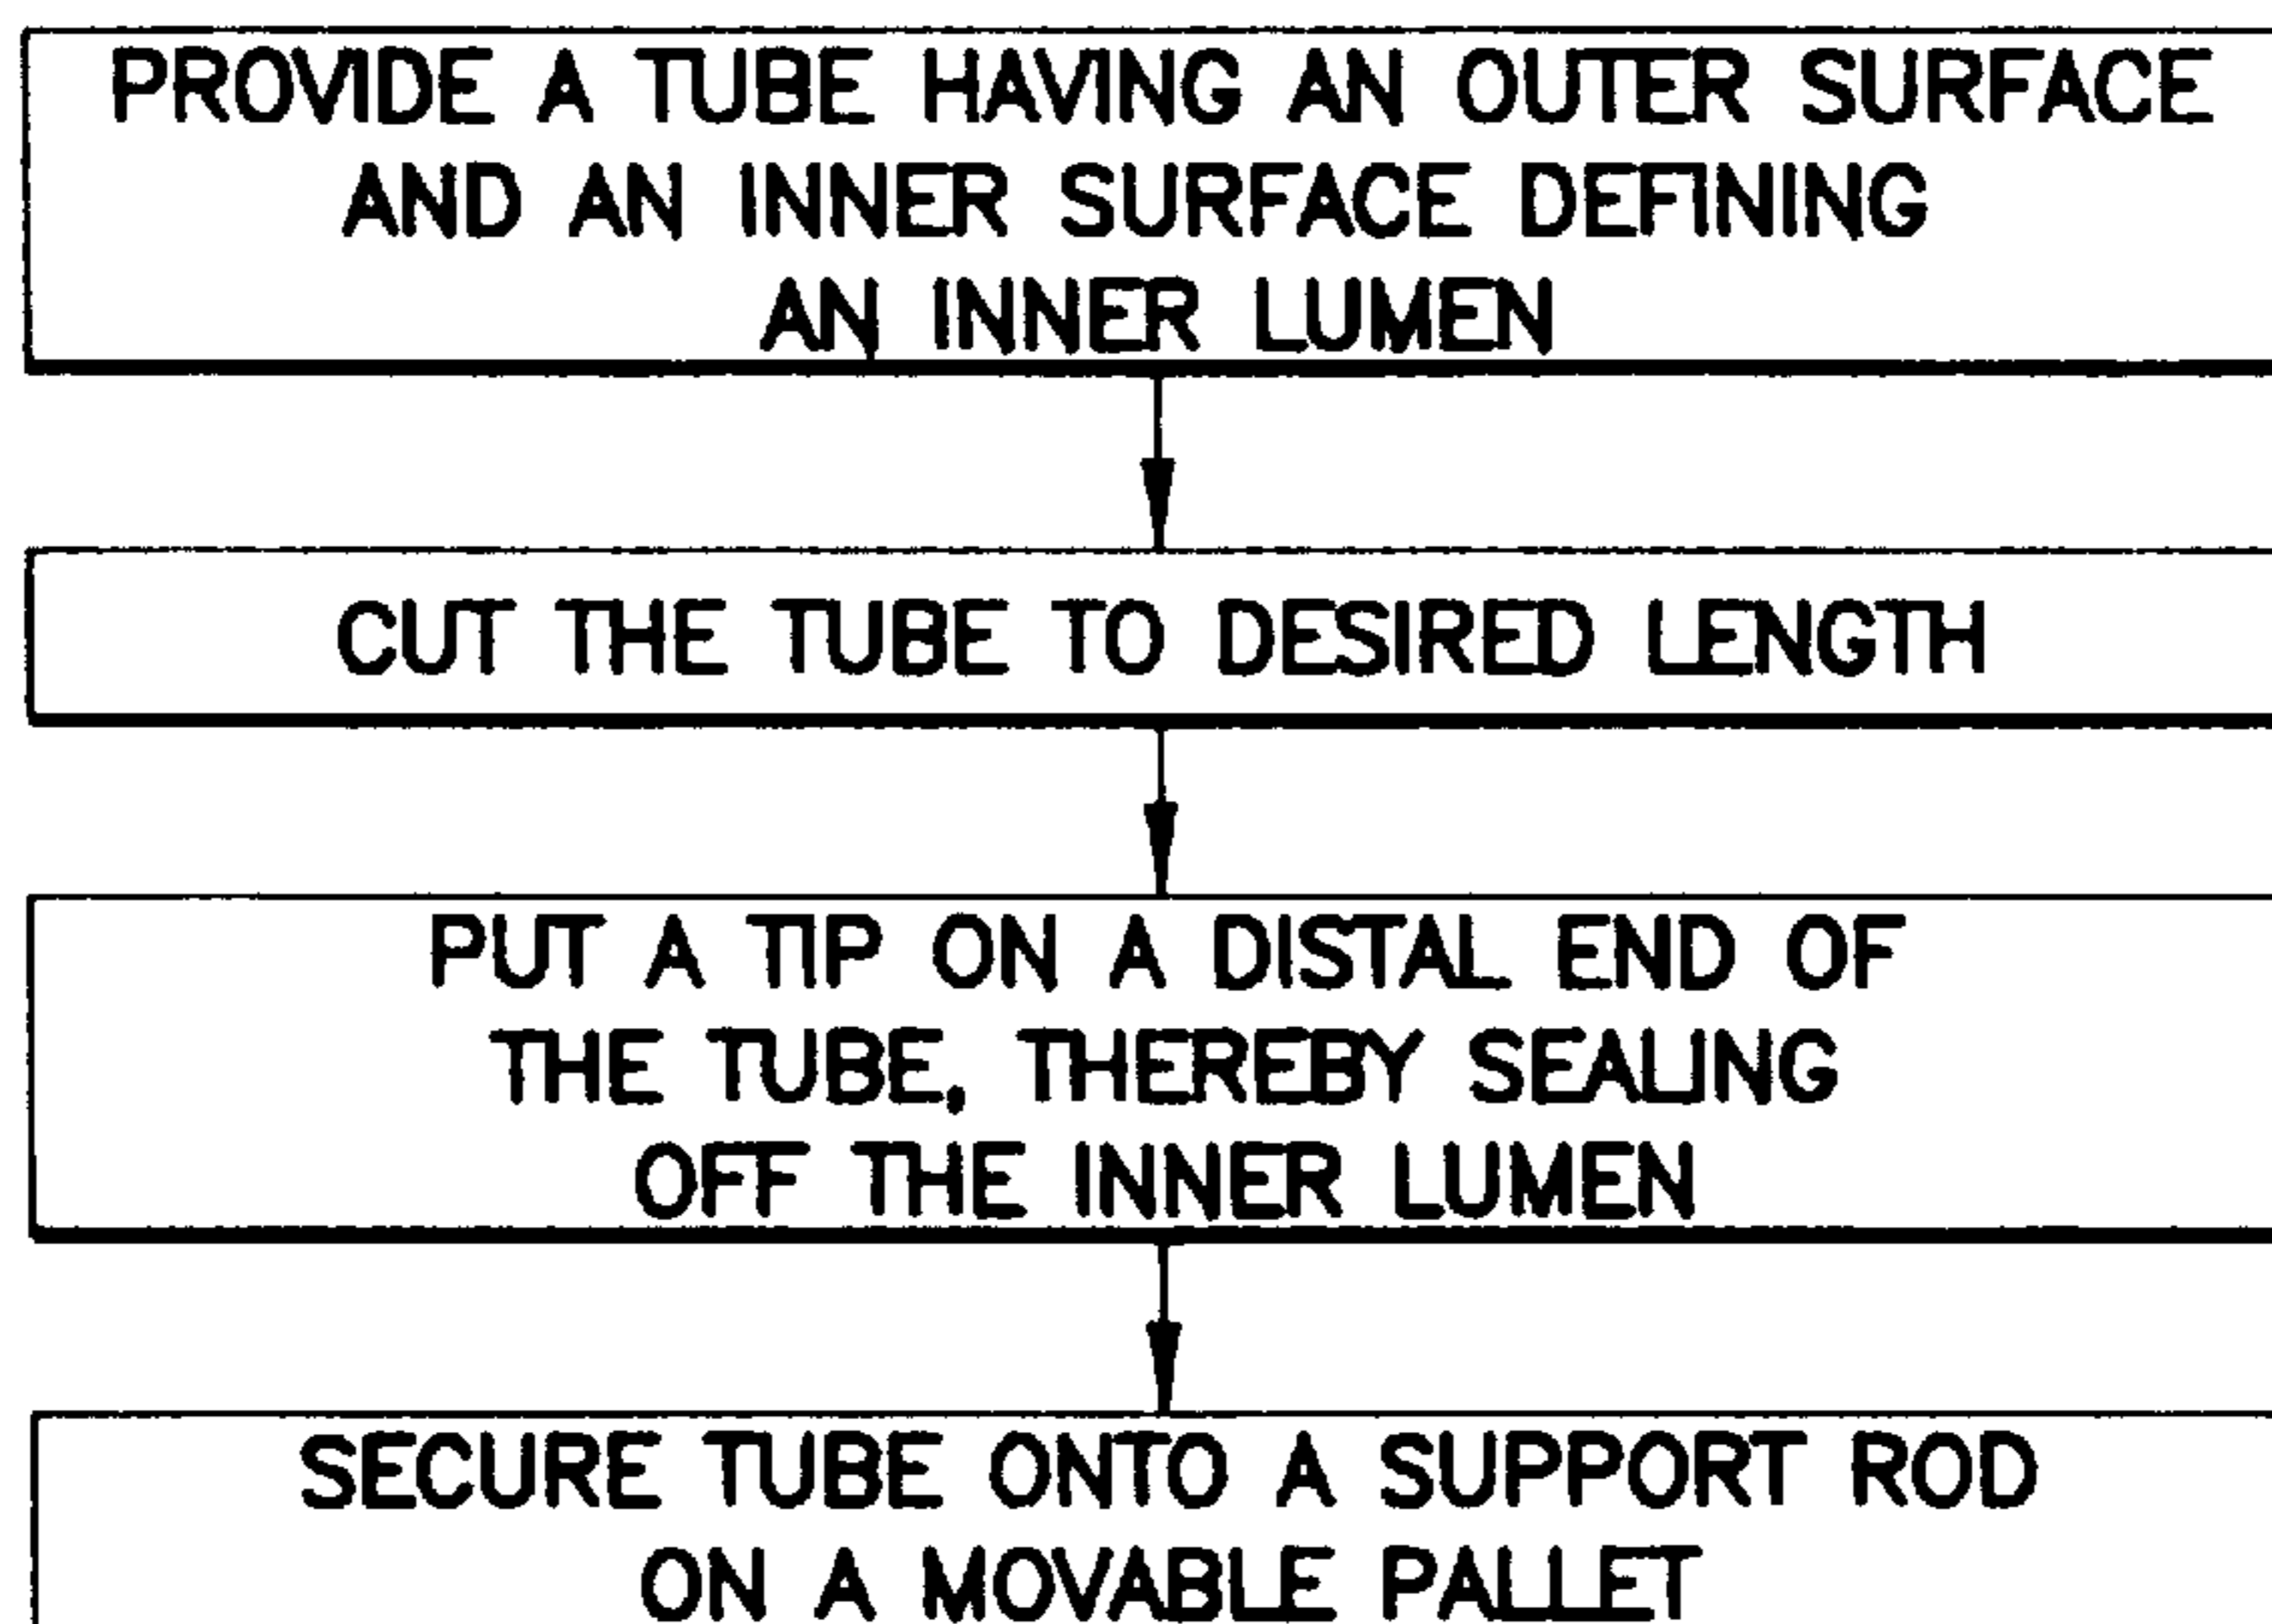 PROVIDE A TUBE HAVING AN OUTER SURFACE
AND AN INNER SURFACE DEFINING
AN INNER LUMEN
CUT THE TUBE TO DESIRED LENGTH
PUT A TIP ON A DISTAL END OF
THE TUBE, THEREBY SEALING
OFF THE INNER LUMEN
SECURE TUBE ONTO A SUPPORT ROD
ON A MOVABLE PALLET